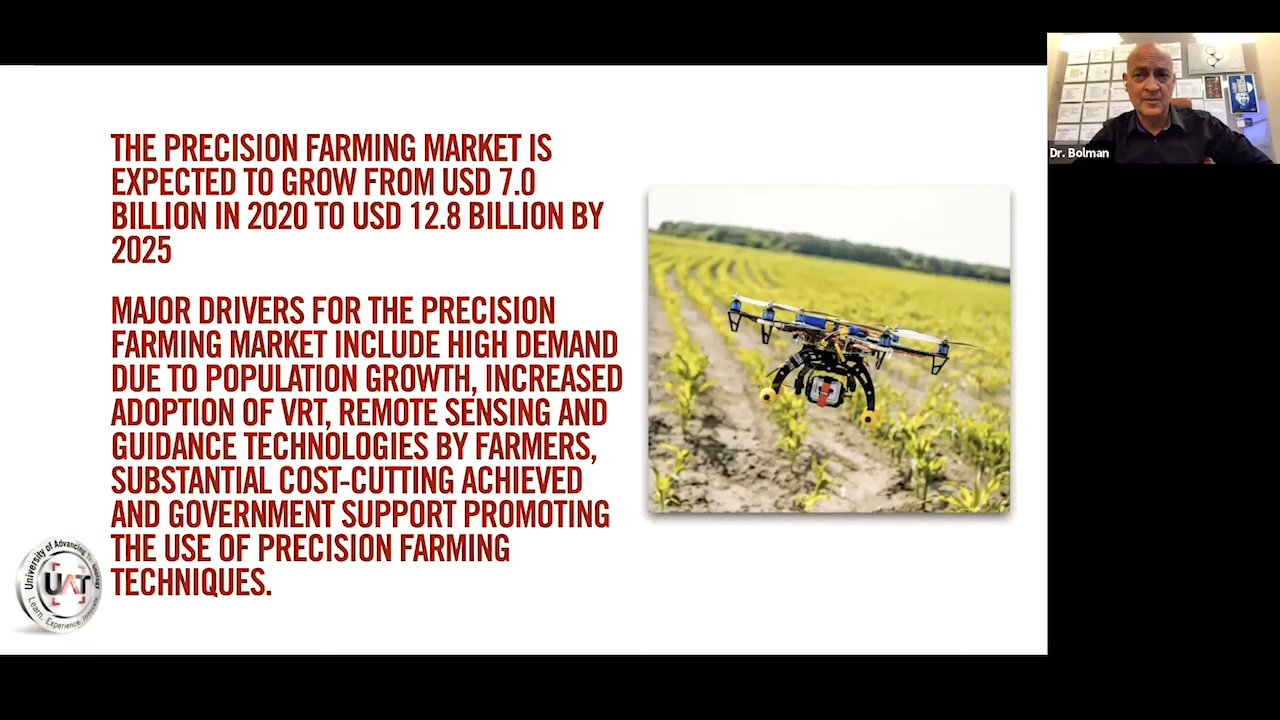 THE PRECISION FARMING MARKET IS
EXPECTED TO GROW FROM USD 7.0
BILLION IN 2020 TO USD 12.8 BILLION BY
2025
MAJOR DRIVERS FOR THE PRECISION
FARMING MARKET INCLUDE HIGH DEMAND
DUE TO POPULATION GROWTH, INCREASED
ADOPTION OF VRT, REMOTE SENSING AND
GUIDANCE TECHNOLOGIES BY FARMERS,
SUBSTANTIAL COST-CUTTING ACHIEVED
AND GOVERNMENT SUPPORT PROMOTING
THE USE OF PRECISION FARMING
TECHNIQUES.
University of Advancing Technology
UAT
Learn. Experience. Innovate.
Dr. Bolman